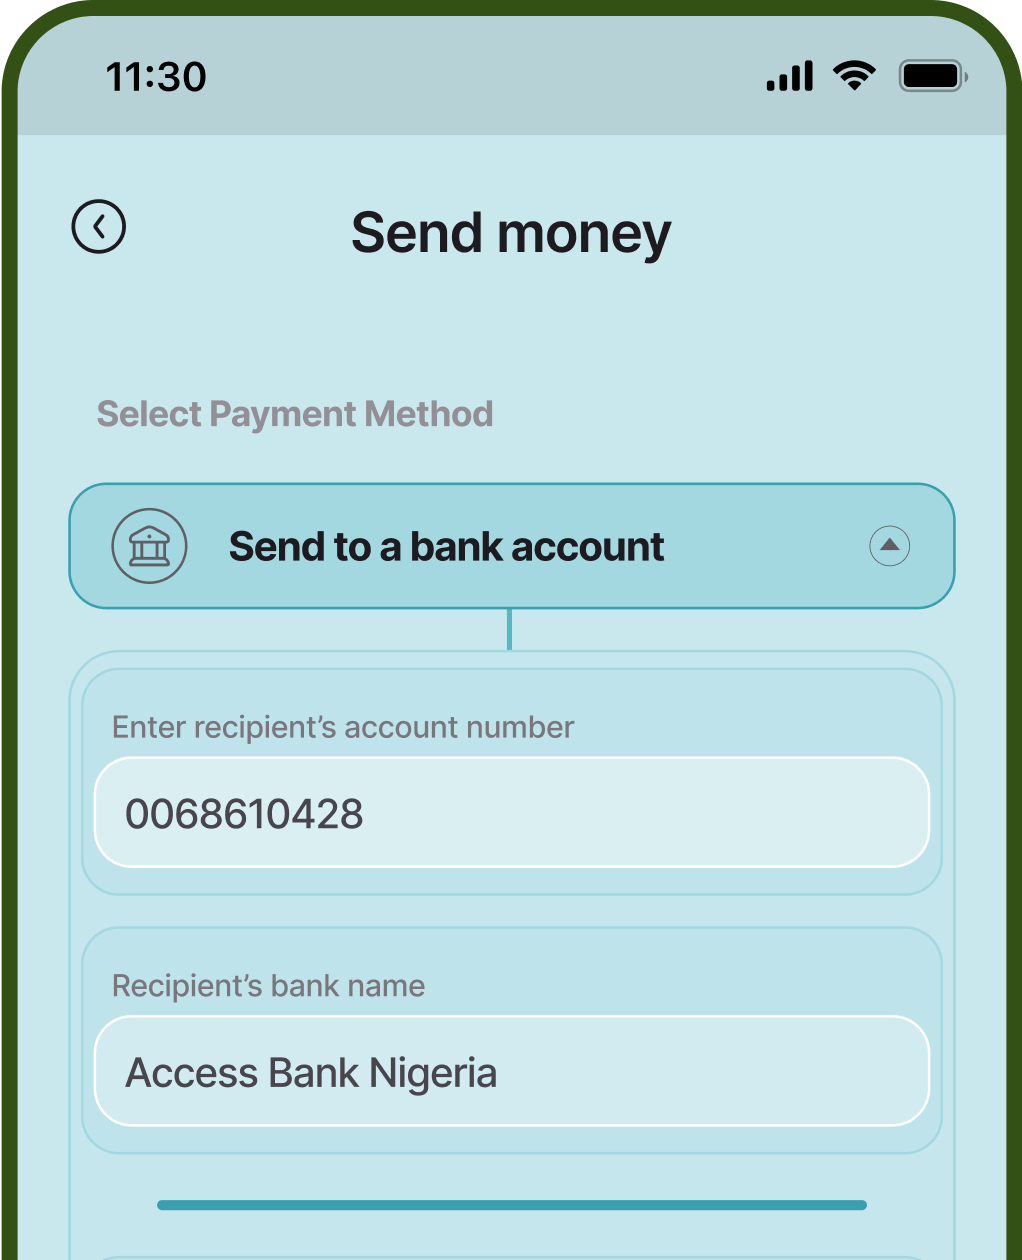 11:30
Send money
Select Payment Method
Send to a bank account
Enter recipient’s account number
0068610428
Recipient’s bank name
Access Bank Nigeria